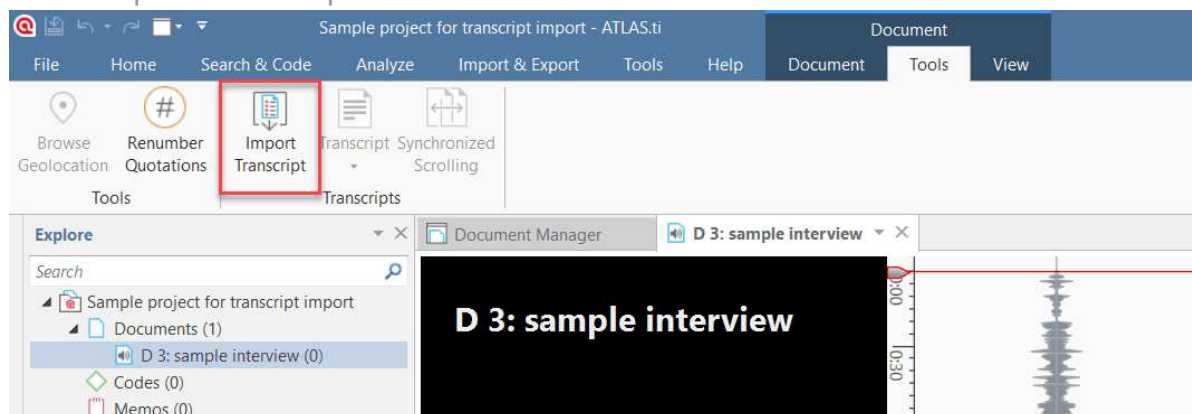 Sample project for transcript import - ATLAS.ti
Document
File Home Search & Code Analyze Import & Export Tools Help Document Tools View
#
Browse Geolocation
Renumber Quotations
Import Transcript
Transcript
Synchronized Scrolling
Tools
Transcripts
Explore
Document Manager
D 3: sample interview
Search
Sample project for transcript import
Documents (1)
D 3: sample interview (0)
Codes (0)
Memos (0)
D 3: sample interview
0:00
0:30